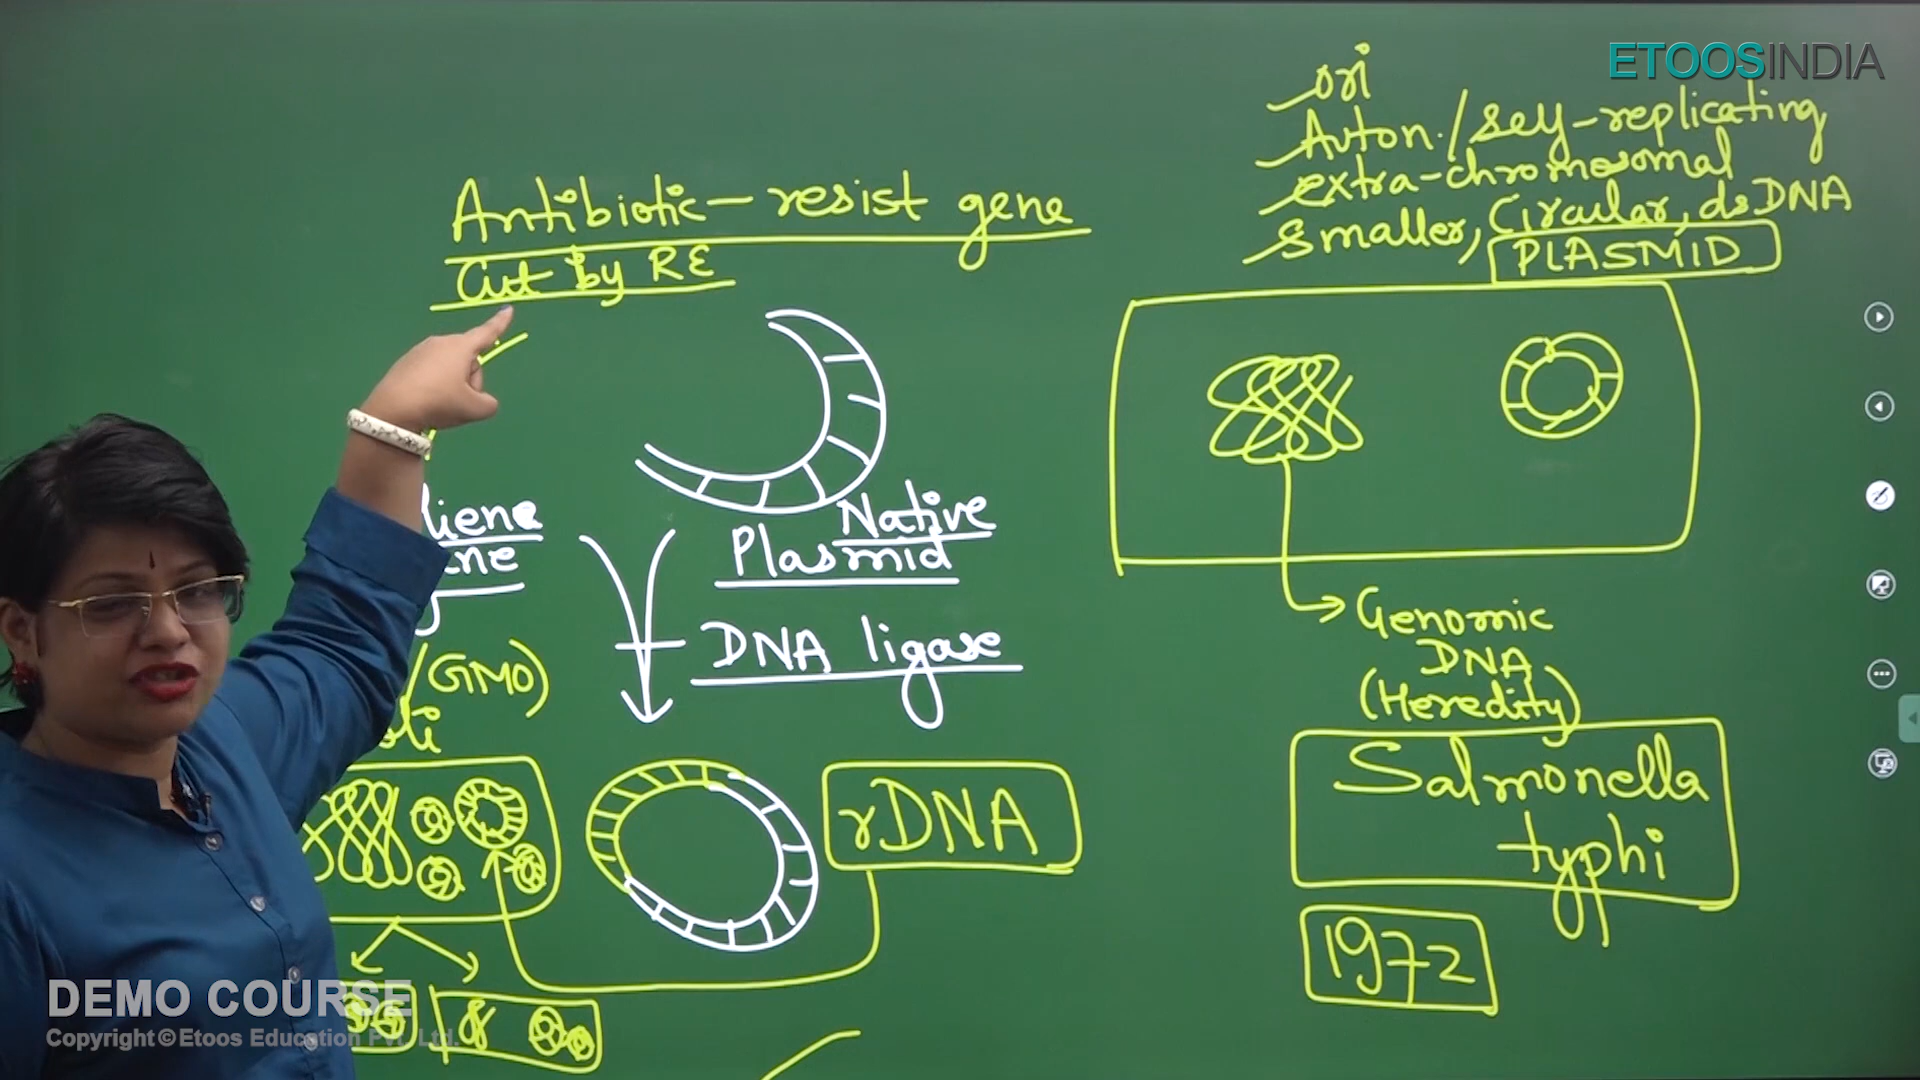 ETOOSINDIA
ori
Auton./self-replicating
extra-chromosomal
smaller, Circular, dsDNA
PLASMID
Antibiotic-resist gene
Cut by RE
Native
Plasmid
DNA ligase
/GMO)
rDNA
Genomic
DNA
(Heredity)
Salmonella
typhi
1972
DEMO COURSE
Copyright © Etoos Education Pvt. Ltd.